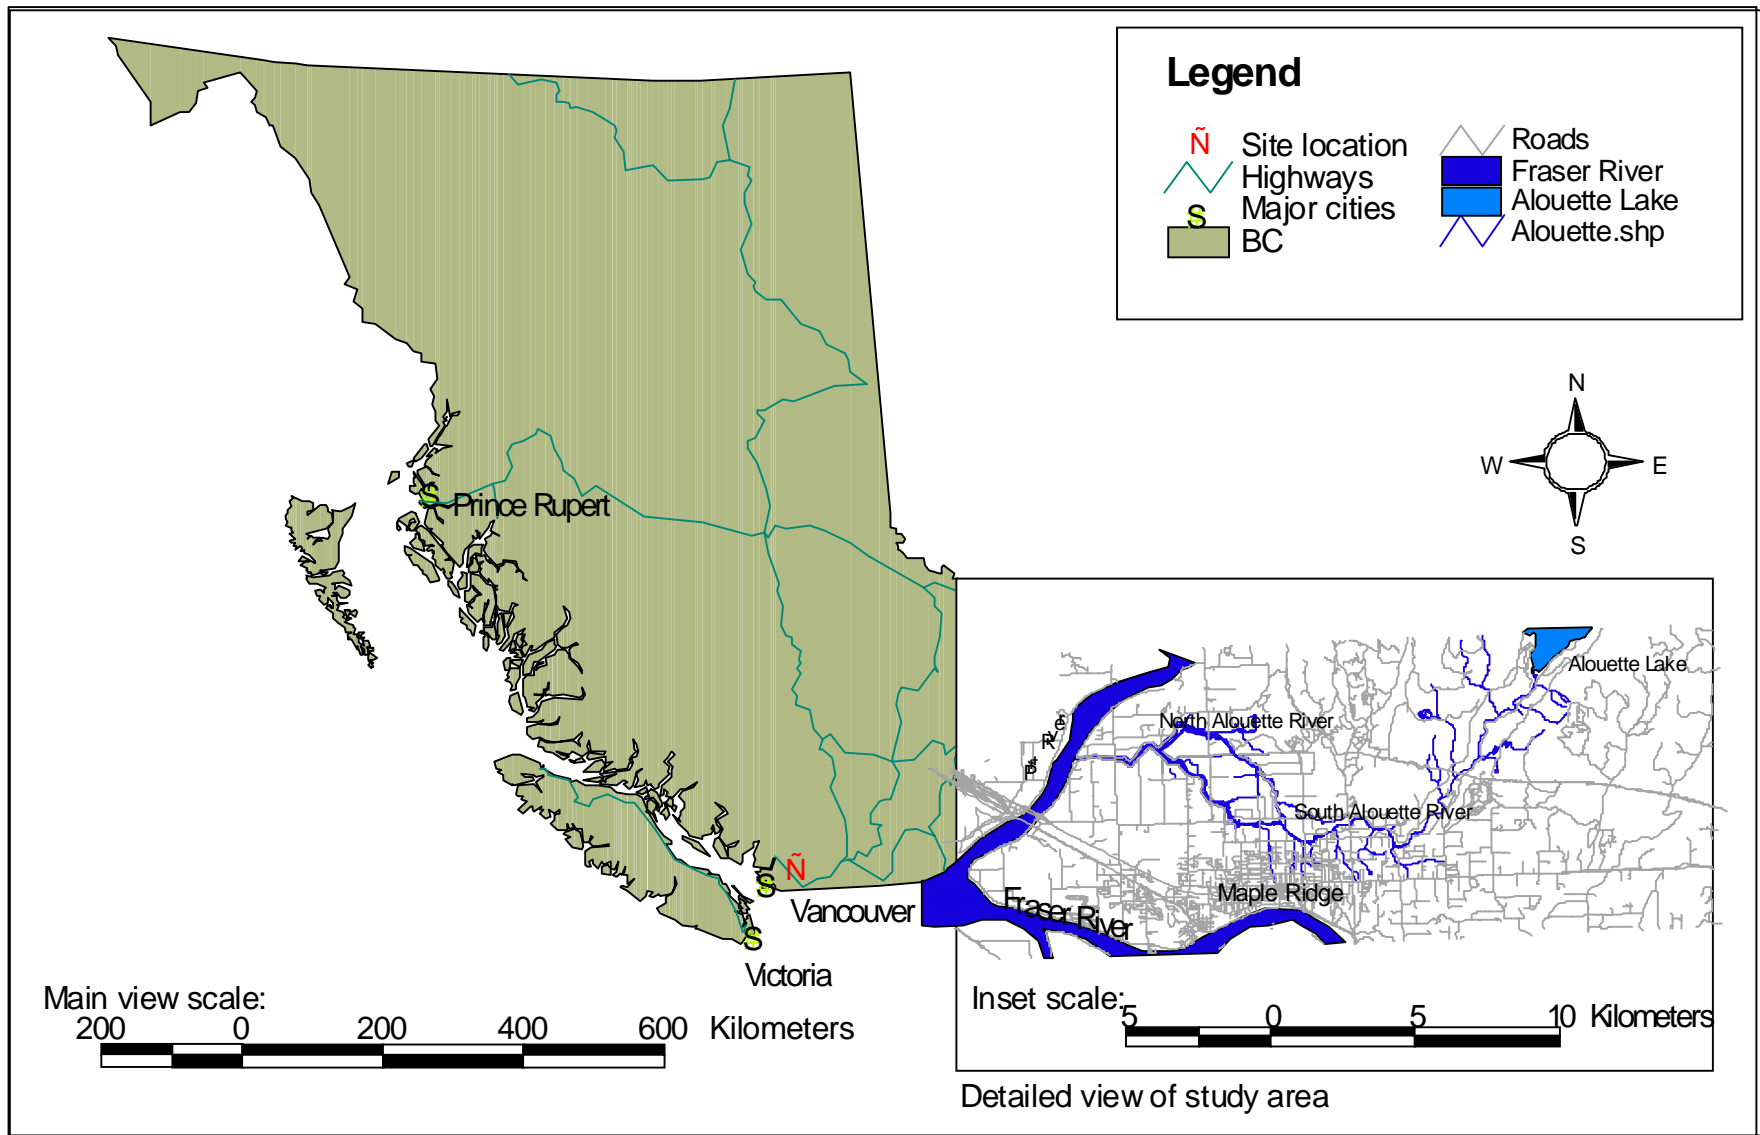 Legend
Ñ Site location
Highways
S Major cities
BC
Roads
Fraser River
Alouette Lake
Alouette.shp
N
W E
S
S Prince Rupert
Ñ
S
Vancouver
S
Victoria
Alouette Lake
North Alouette River
South Alouette River
Maple Ridge
Fraser River
Main view scale:
200 0 200 400 600 Kilometers
Inset scale:
5 0 5 10 Kilometers
Detailed view of study area